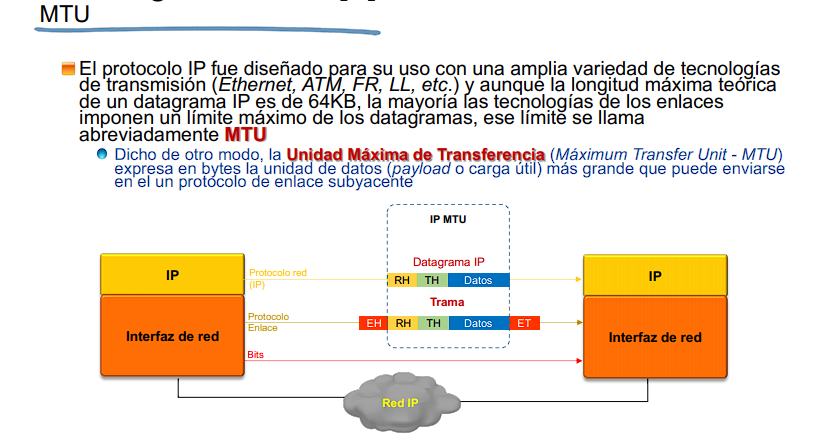 MTU
El protocolo IP fue diseñado para su uso con una amplia variedad de tecnologías
de transmisión (Ethernet, ATM, FR, LL, etc.) y aunque la longitud máxima teórica
de un datagrama IP es de 64KB, la mayoría las tecnologías de los enlaces
imponen un límite máximo de los datagramas, ese límite se llama
abreviadamente MTU
Dicho de otro modo, la Unidad Máxima de Transferencia (Máximum Transfer Unit - MTU)
expresa en bytes la unidad de datos (payload o carga útil) más grande que puede enviarse
en el un protocolo de enlace subyacente
IP MTU
Datagrama IP
IP
Protocolo red
(IP)
RH TH Datos
IP
Trama
Interfaz de red
Protocolo
Enlace
EH RH TH Datos ET
Interfaz de red
Bits
Red IP